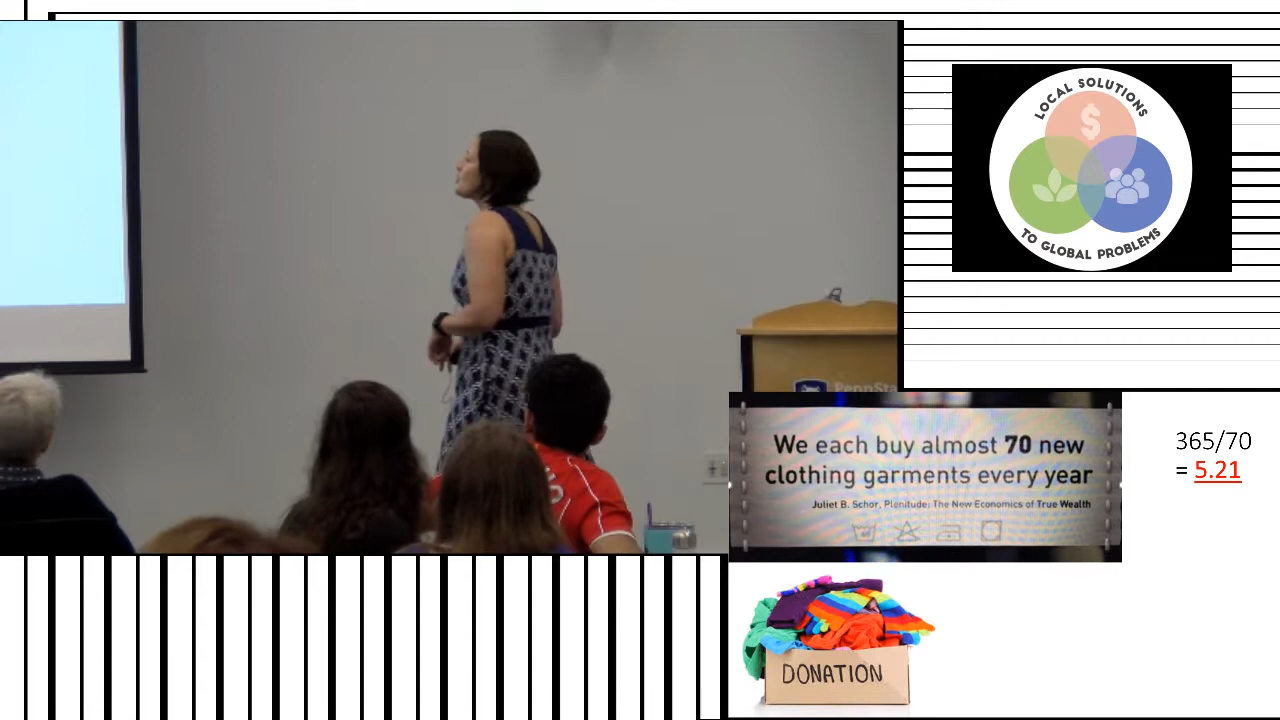 LOCAL SOLUTIONS
$
TO GLOBAL PROBLEMS
PennSta
We each buy almost 70 new
clothing garments every year
Juliet B. Schor, Plenitude: The New Economics of True Wealth
365/70
= 5.21
DONATION